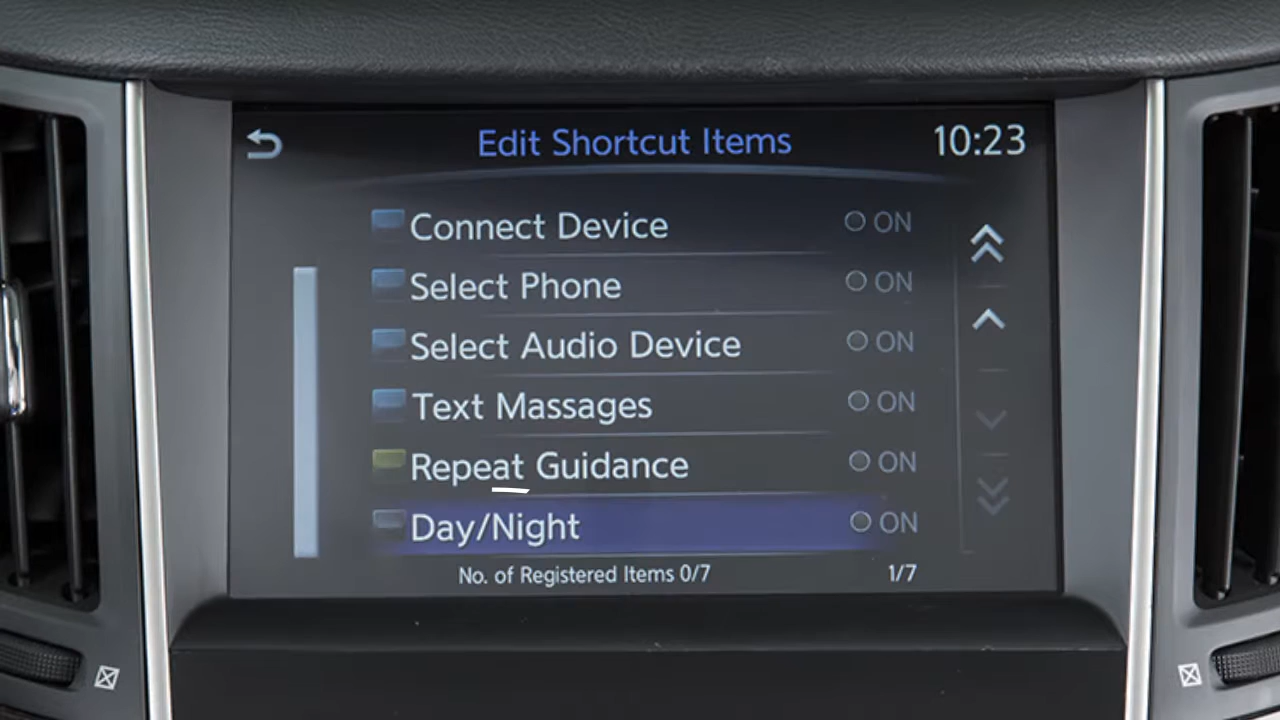 Edit Shortcut Items
10:23
Connect Device
ON
Select Phone
ON
Select Audio Device
ON
Text Massages
ON
Repeat Guidance
ON
Day/Night
ON
No. of Registered Items 0/7
1/7